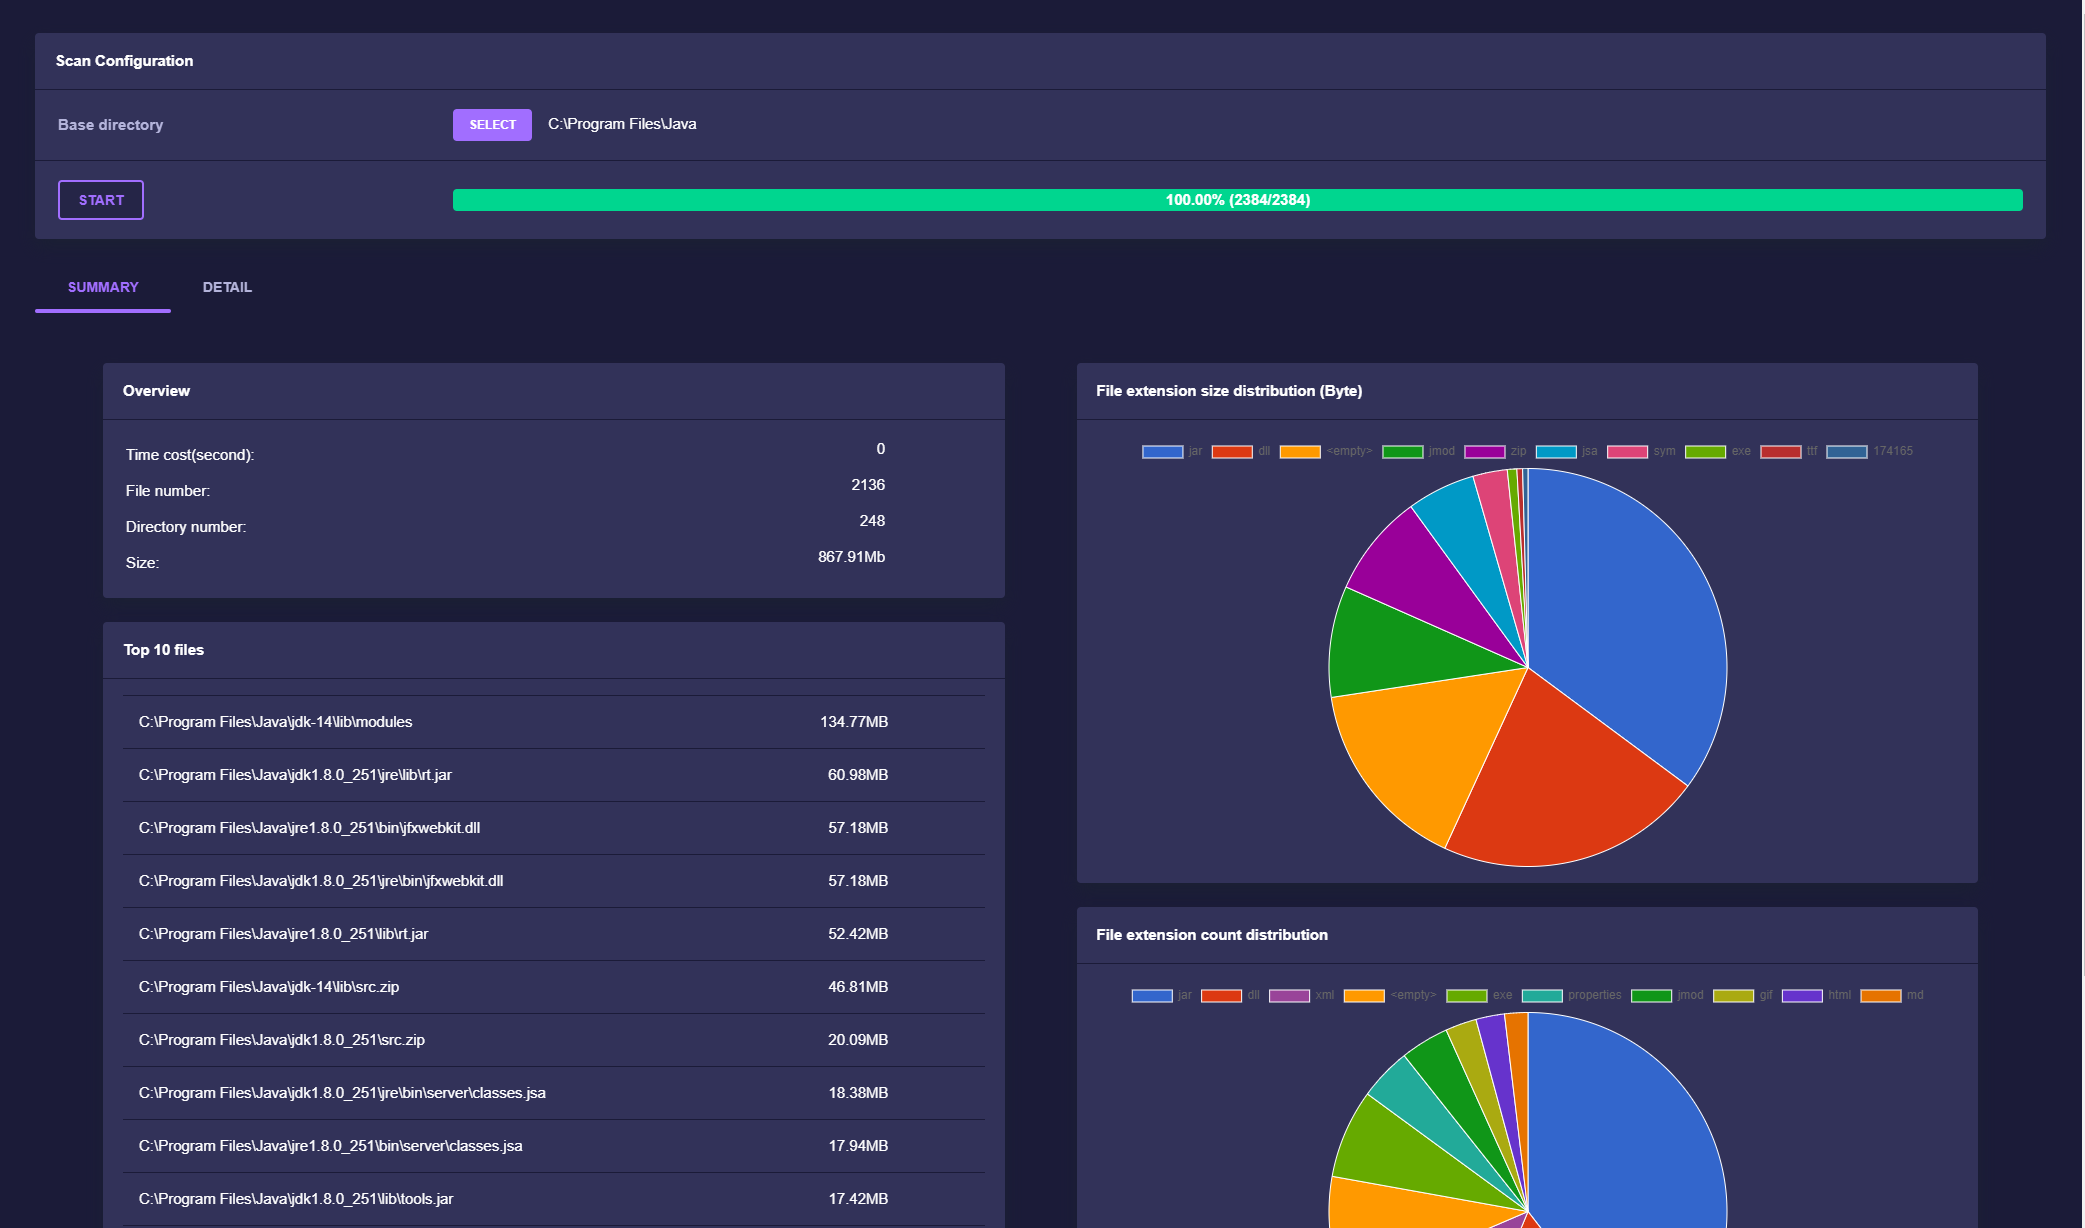 Scan Configuration
Base directory SELECT C:\Program Files\Java
START 100.00% (2384/2384)
SUMMARY DETAIL
Overview
Time cost(second): 0
File number: 2136
Directory number: 248
Size: 867.91Mb
Top 10 files
C:\Program Files\Java\jdk-14\lib\modules 134.77MB
C:\Program Files\Java\jdk1.8.0_251\jre\lib\rt.jar 60.98MB
C:\Program Files\Java\jre1.8.0_251\bin\jfxwebkit.dll 57.18MB
C:\Program Files\Java\jdk1.8.0_251\jre\bin\jfxwebkit.dll 57.18MB
C:\Program Files\Java\jre1.8.0_251\lib\rt.jar 52.42MB
C:\Program Files\Java\jdk-14\lib\src.zip 46.81MB
C:\Program Files\Java\jdk1.8.0_251\src.zip 20.09MB
C:\Program Files\Java\jdk1.8.0_251\jre\bin\server\classes.jsa 18.38MB
C:\Program Files\Java\jre1.8.0_251\bin\server\classes.jsa 17.94MB
C:\Program Files\Java\jdk1.8.0_251\lib\tools.jar 17.42MB
File extension size distribution (Byte)
jar dll <empty> jmod zip jsa sym exe ttf 174165
File extension count distribution
jar dll xml <empty> exe properties jmod gif html md